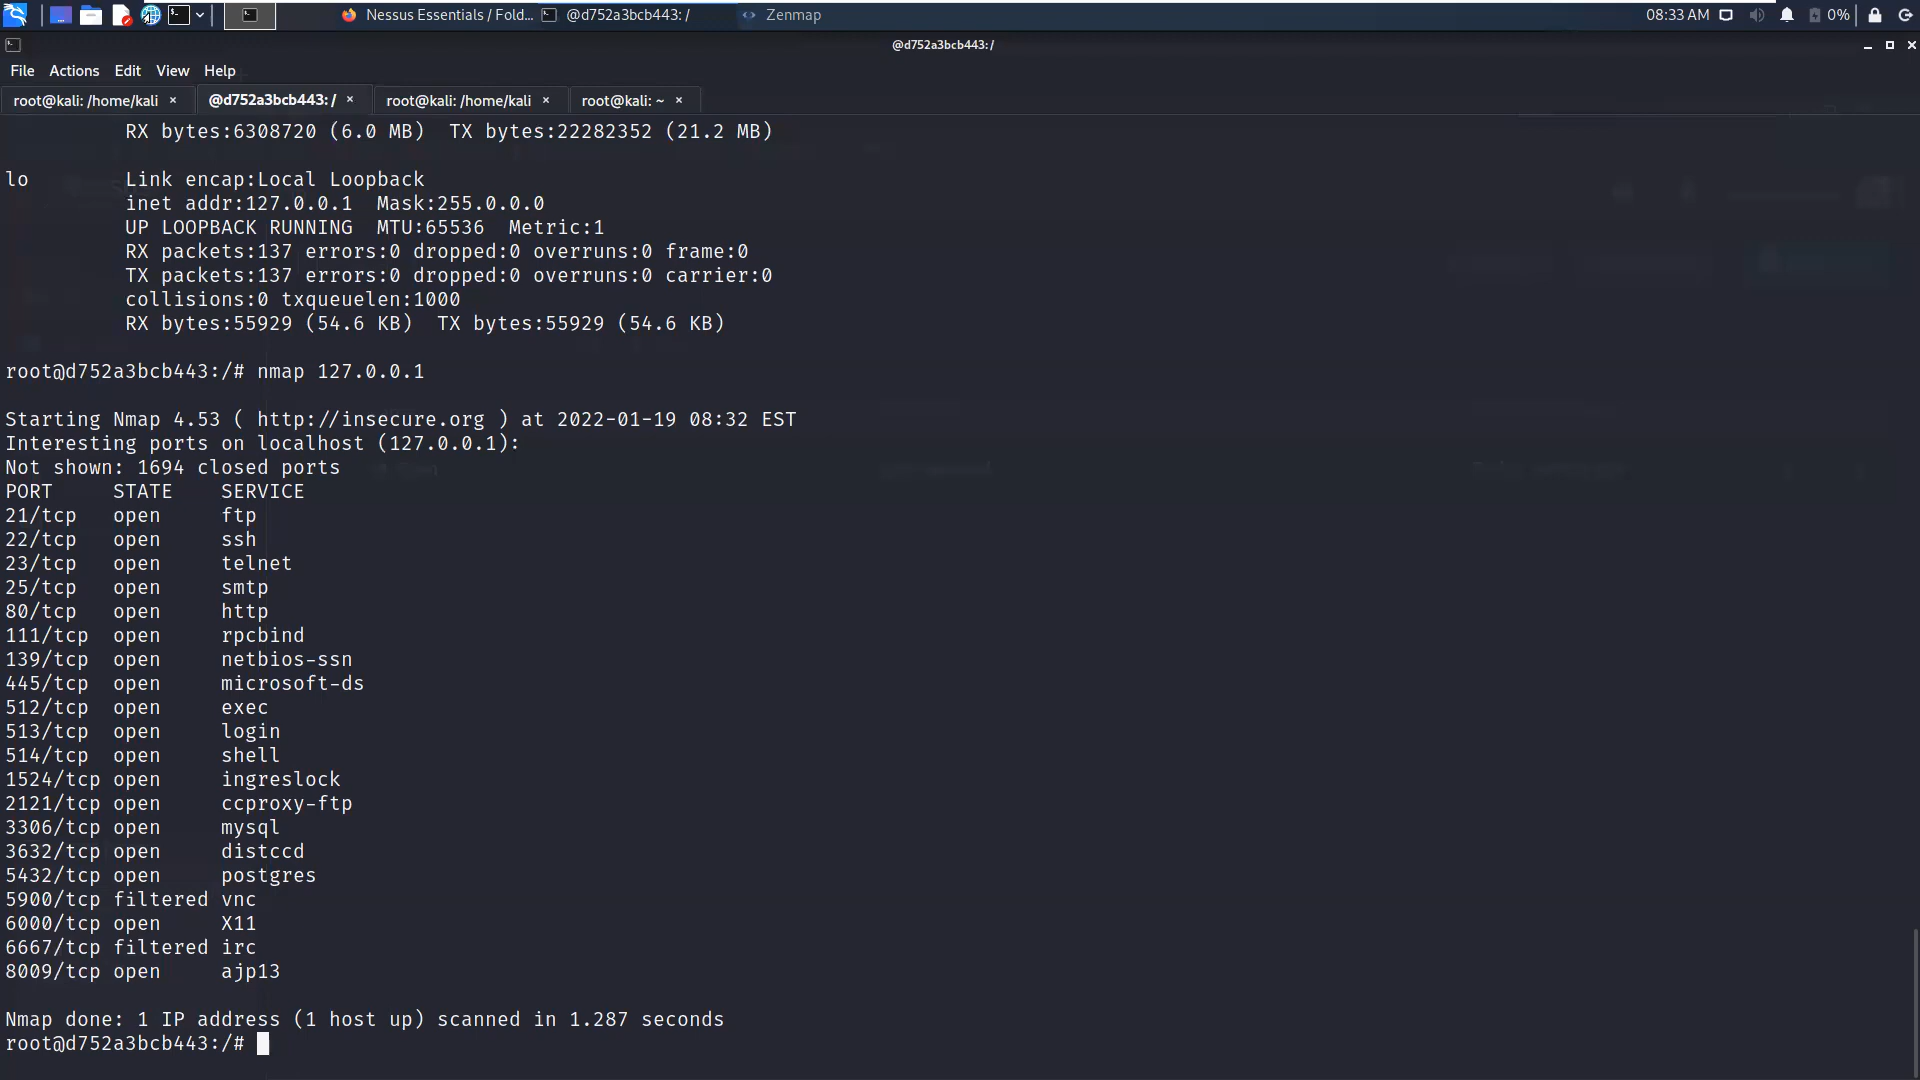 Nessus Essentials / Fold... @d752a3bcb443: / Zenmap 08:33 AM 0%
@d752a3bcb443: /
File Actions Edit View Help
root@kali: /home/kali × @d752a3bcb443: / × root@kali: /home/kali × root@kali: ~ ×
RX bytes:6308720 (6.0 MB)  TX bytes:22282352 (21.2 MB)
lo        Link encap:Local Loopback
inet addr:127.0.0.1  Mask:255.0.0.0
UP LOOPBACK RUNNING  MTU:65536  Metric:1
RX packets:137 errors:0 dropped:0 overruns:0 frame:0
TX packets:137 errors:0 dropped:0 overruns:0 carrier:0
collisions:0 txqueuelen:1000
RX bytes:55929 (54.6 KB)  TX bytes:55929 (54.6 KB)
root@d752a3bcb443:/# nmap 127.0.0.1
Starting Nmap 4.53 ( http://insecure.org ) at 2022-01-19 08:32 EST
Interesting ports on localhost (127.0.0.1):
Not shown: 1694 closed ports
PORT     STATE    SERVICE
21/tcp   open     ftp
22/tcp   open     ssh
23/tcp   open     telnet
25/tcp   open     smtp
80/tcp   open     http
111/tcp  open     rpcbind
139/tcp  open     netbios-ssn
445/tcp  open     microsoft-ds
512/tcp  open     exec
513/tcp  open     login
514/tcp  open     shell
1524/tcp open     ingreslock
2121/tcp open     ccproxy-ftp
3306/tcp open     mysql
3632/tcp open     distccd
5432/tcp open     postgres
5900/tcp filtered vnc
6000/tcp open     X11
6667/tcp filtered irc
8009/tcp open     ajp13
Nmap done: 1 IP address (1 host up) scanned in 1.287 seconds
root@d752a3bcb443:/#